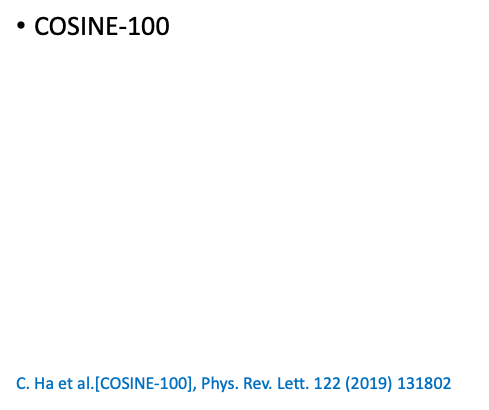 • COSINE-100
C. Ha et al.[COSINE-100], Phys. Rev. Lett. 122 (2019) 131802